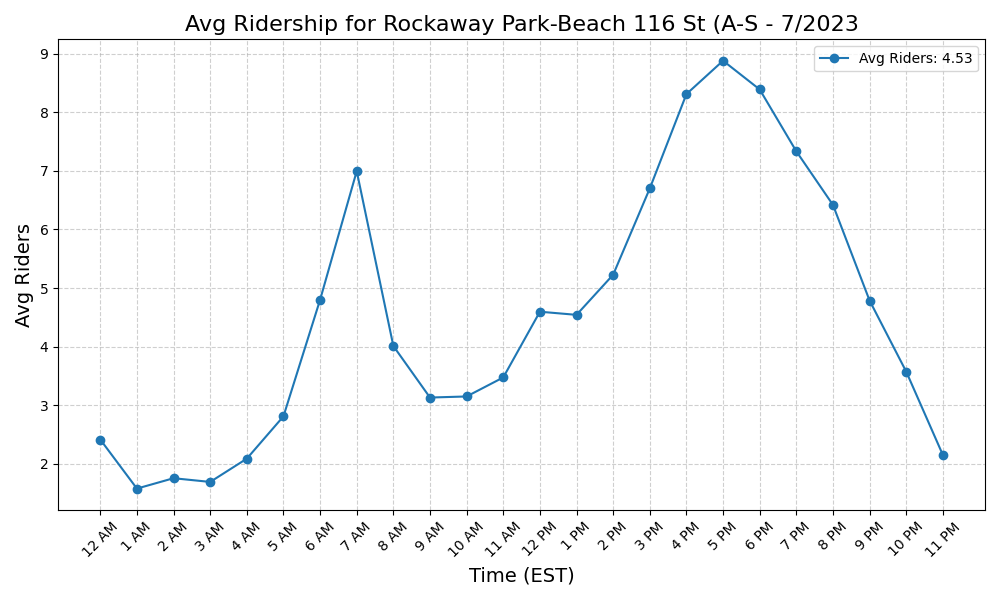 Avg Ridership for Rockaway Park-Beach 116 St (A-S - 7/2023
Avg Riders: 4.53
Avg Riders
9
8
7
6
5
4
3
2
12 AM
1 AM
2 AM
3 AM
4 AM
5 AM
6 AM
7 AM
8 AM
9 AM
10 AM
11 AM
12 PM
1 PM
2 PM
3 PM
4 PM
5 PM
6 PM
7 PM
8 PM
9 PM
10 PM
11 PM
Time (EST)